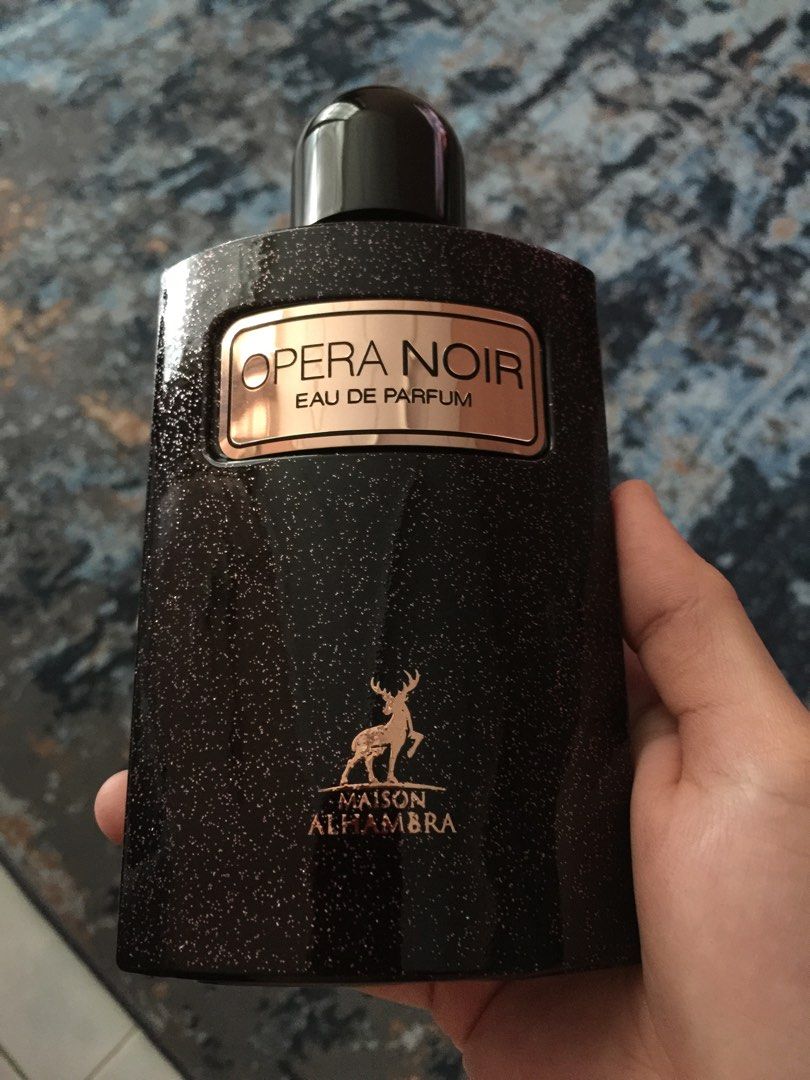 OPERA NOIR
EAU DE PARFUM
MAISON
ALHAMBRA